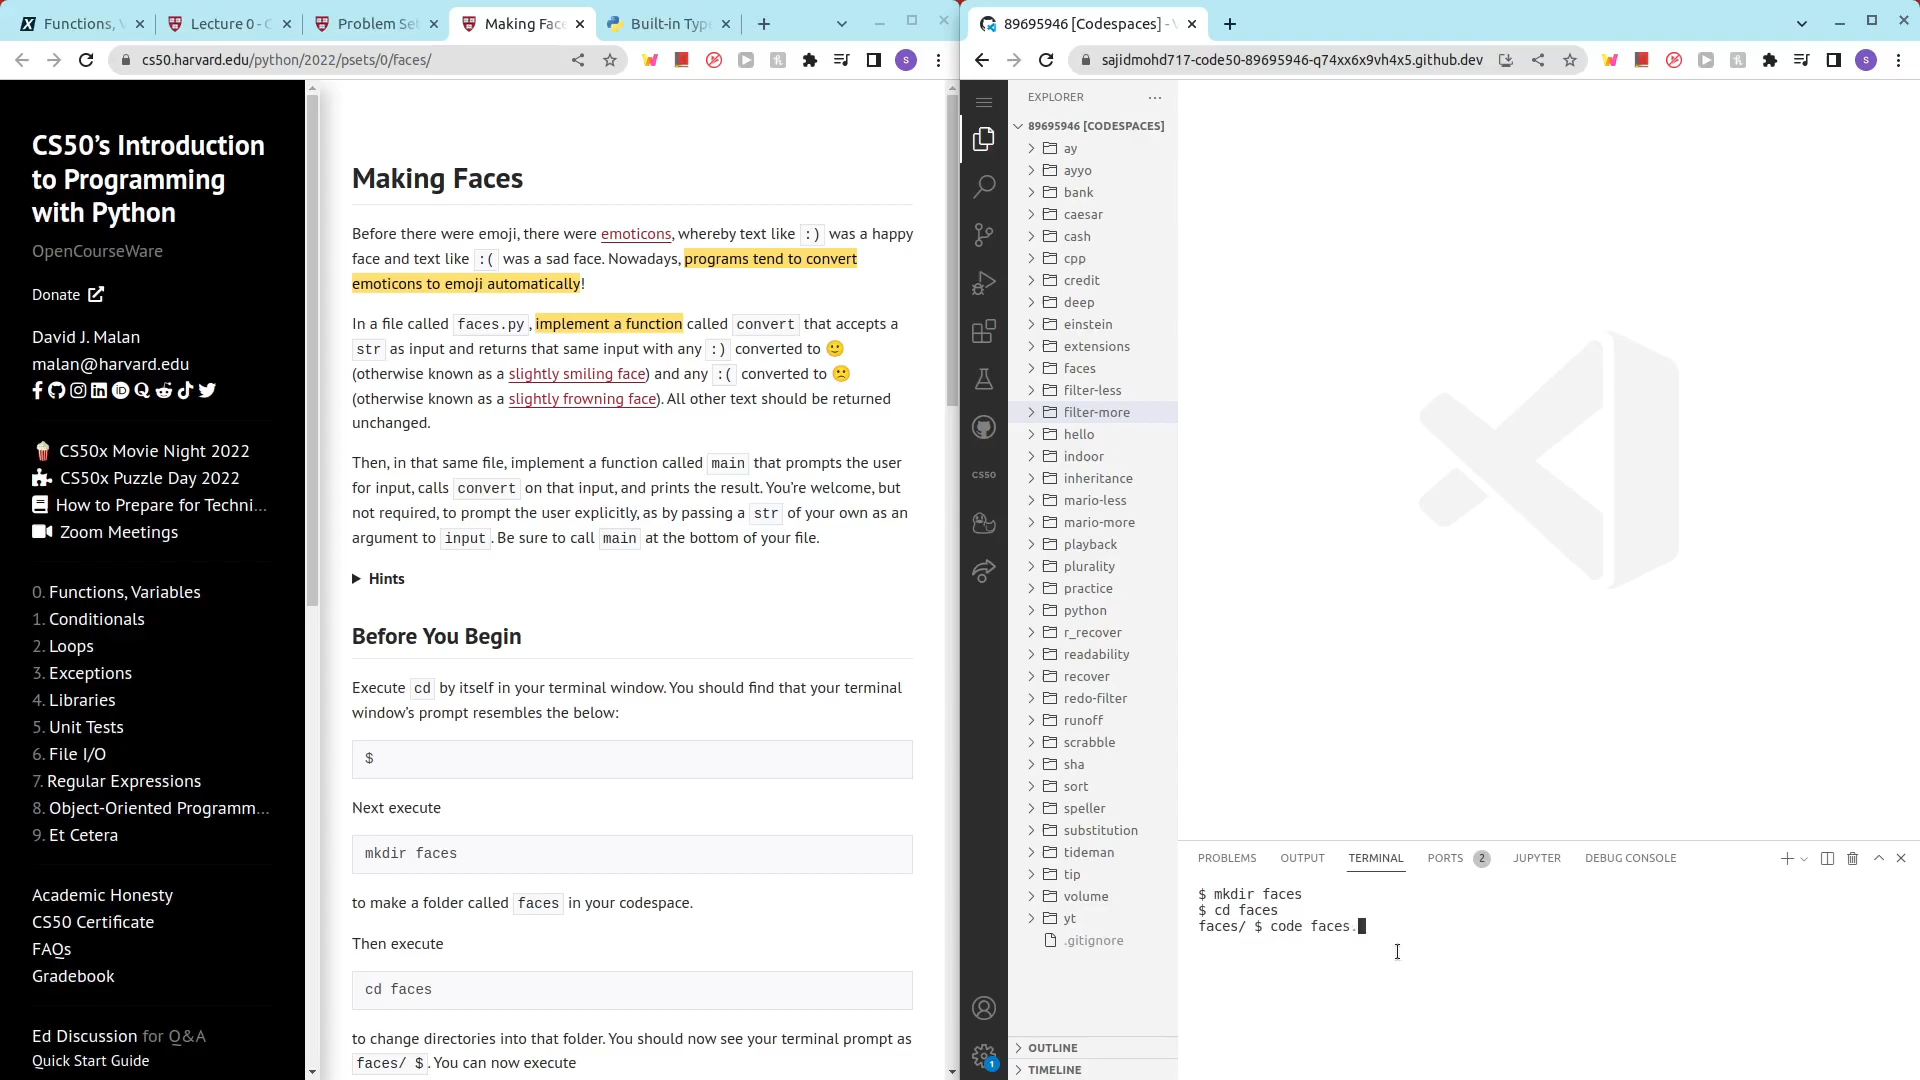 Functions, V
Lecture 0 - C
Problem Set
Making Face
Built-in Type
cs50.harvard.edu/python/2022/psets/0/faces/
S
CS50’s Introduction
to Programming
with Python
OpenCourseWare
Donate
David J. Malan
malan@harvard.edu
🍿 CS50x Movie Night 2022
CS50x Puzzle Day 2022
How to Prepare for Techni...
Zoom Meetings
0. Functions, Variables
1. Conditionals
2. Loops
3. Exceptions
4. Libraries
5. Unit Tests
6. File I/O
7. Regular Expressions
8. Object-Oriented Programm...
9. Et Cetera
Academic Honesty
CS50 Certificate
FAQs
Gradebook
Ed Discussion for Q&A
Quick Start Guide
Making Faces
Before there were emoji, there were emoticons, whereby text like :) was a happy
face and text like :( was a sad face. Nowadays, programs tend to convert
emoticons to emoji automatically!
In a file called faces.py, implement a function called convert that accepts a
str as input and returns that same input with any :) converted to 🙂
(otherwise known as a slightly smiling face) and any :( converted to 🙁
(otherwise known as a slightly frowning face). All other text should be returned
unchanged.
Then, in that same file, implement a function called main that prompts the user
for input, calls convert on that input, and prints the result. You’re welcome, but
not required, to prompt the user explicitly, as by passing a str of your own as an
argument to input. Be sure to call main at the bottom of your file.
▶ Hints
Before You Begin
Execute cd by itself in your terminal window. You should find that your terminal
window’s prompt resembles the below:
$
Next execute
mkdir faces
to make a folder called faces in your codespace.
Then execute
cd faces
to change directories into that folder. You should now see your terminal prompt as
faces/ $. You can now execute
89695946 [Codespaces] - V
sajidmohd717-code50-89695946-q74xx6x9vh4x5.github.dev
S
CS50
1
EXPLORER
89695946 [CODESPACES]
ay
ayyo
bank
caesar
cash
cpp
credit
deep
einstein
extensions
faces
filter-less
filter-more
hello
indoor
inheritance
mario-less
mario-more
playback
plurality
practice
python
r_recover
readability
recover
redo-filter
runoff
scrabble
sha
sort
speller
substitution
tideman
tip
volume
yt
.gitignore
OUTLINE
TIMELINE
PROBLEMS OUTPUT TERMINAL PORTS 2 JUPYTER DEBUG CONSOLE
$ mkdir faces
$ cd faces
faces/ $ code faces.